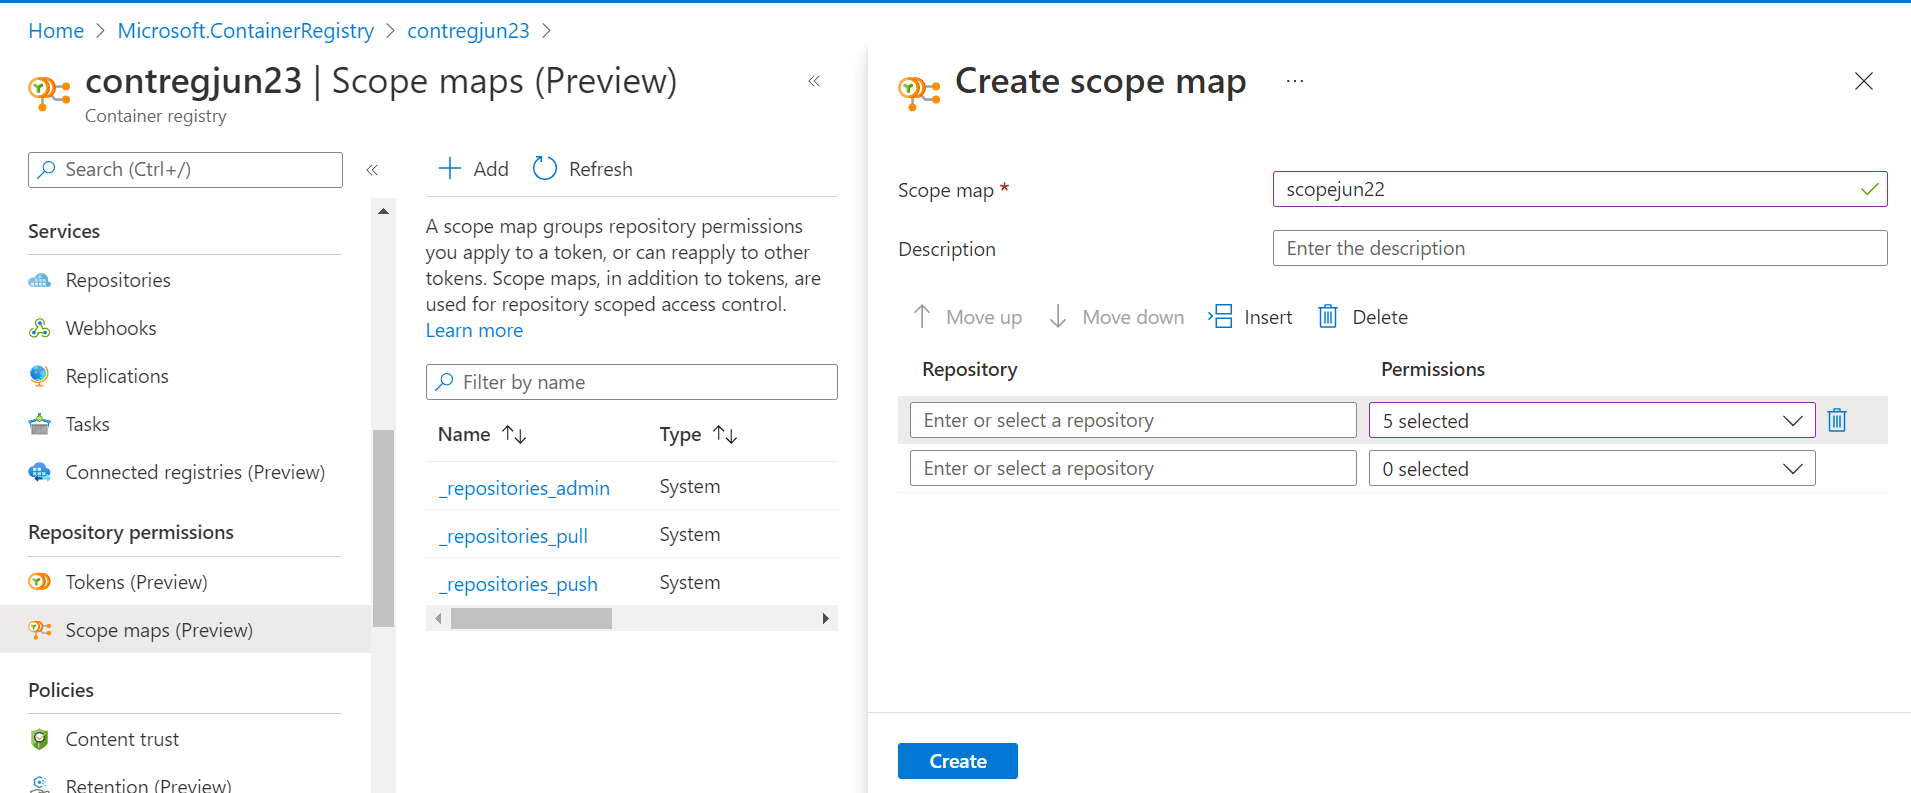 Home > Microsoft.ContainerRegistry > contregjun23 >
contregjun23 | Scope maps (Preview)
Container registry
Search (Ctrl+/)
Services
Repositories
Webhooks
Replications
Tasks
Connected registries (Preview)
Repository permissions
Tokens (Preview)
Scope maps (Preview)
Policies
Content trust
Retention (Preview)
Add
Refresh
A scope map groups repository permissions
you apply to a token, or can reapply to other
tokens. Scope maps, in addition to tokens, are
used for repository scoped access control.
Learn more
Filter by name
Name Type
_repositories_admin System
_repositories_pull System
_repositories_push System
Create scope map ...
Scope map * scopejun22
Description Enter the description
Move up Move down Insert Delete
Repository Permissions
Enter or select a repository 5 selected
Enter or select a repository 0 selected
Create